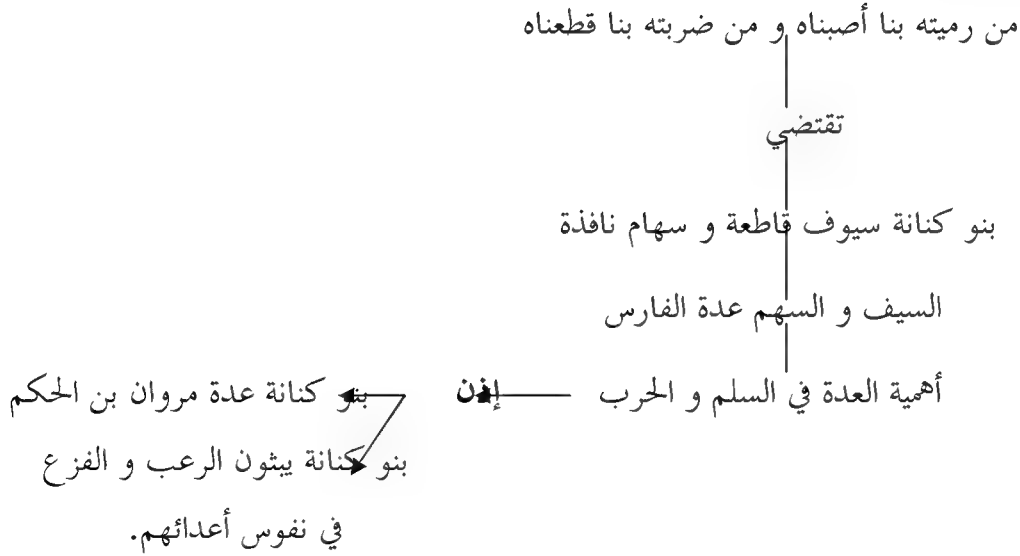 من رميته بنا أصبناه و من ضربته بنا قطعناه
تقتضي
بنو كنانة سيوف قاطعة و سهام نافذة
السيف و السهم عدة الفارس
أهمية العدة في السلم و الحرب
إذن
بنو كنانة عدة مروان بن الحكم
بنو كنانة يبثون الرعب و الفزع
في نفوس أعدائهم.